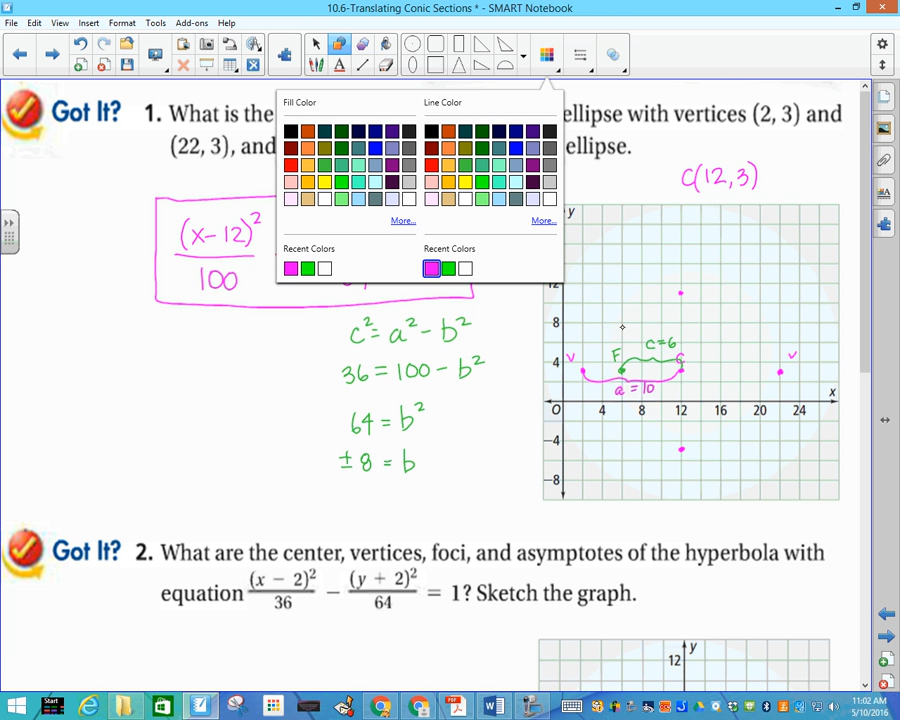 10.6-Translating Conic Sections * - SMART Notebook
File Edit View Insert Format Tools Add-ons Help
Fill Color
Line Color
More...
More...
Recent Colors
Recent Colors
Got It? 1. What is the ellipse with vertices (2, 3) and
(22, 3), and ellipse.
C(12,3)
(x-12)²
100
c² = a² - b²
36 = 100 - b²
64 = b²
± 8 = b
y
12
8
4
O 4 8 12 16 20 24
x
-4
-8
V F c=6 C V
a = 10
Got It? 2. What are the center, vertices, foci, and asymptotes of the hyperbola with
equation (x − 2)²/36 − (y + 2)²/64 = 1? Sketch the graph.
y
12
Start
11:02 AM
5/10/2016